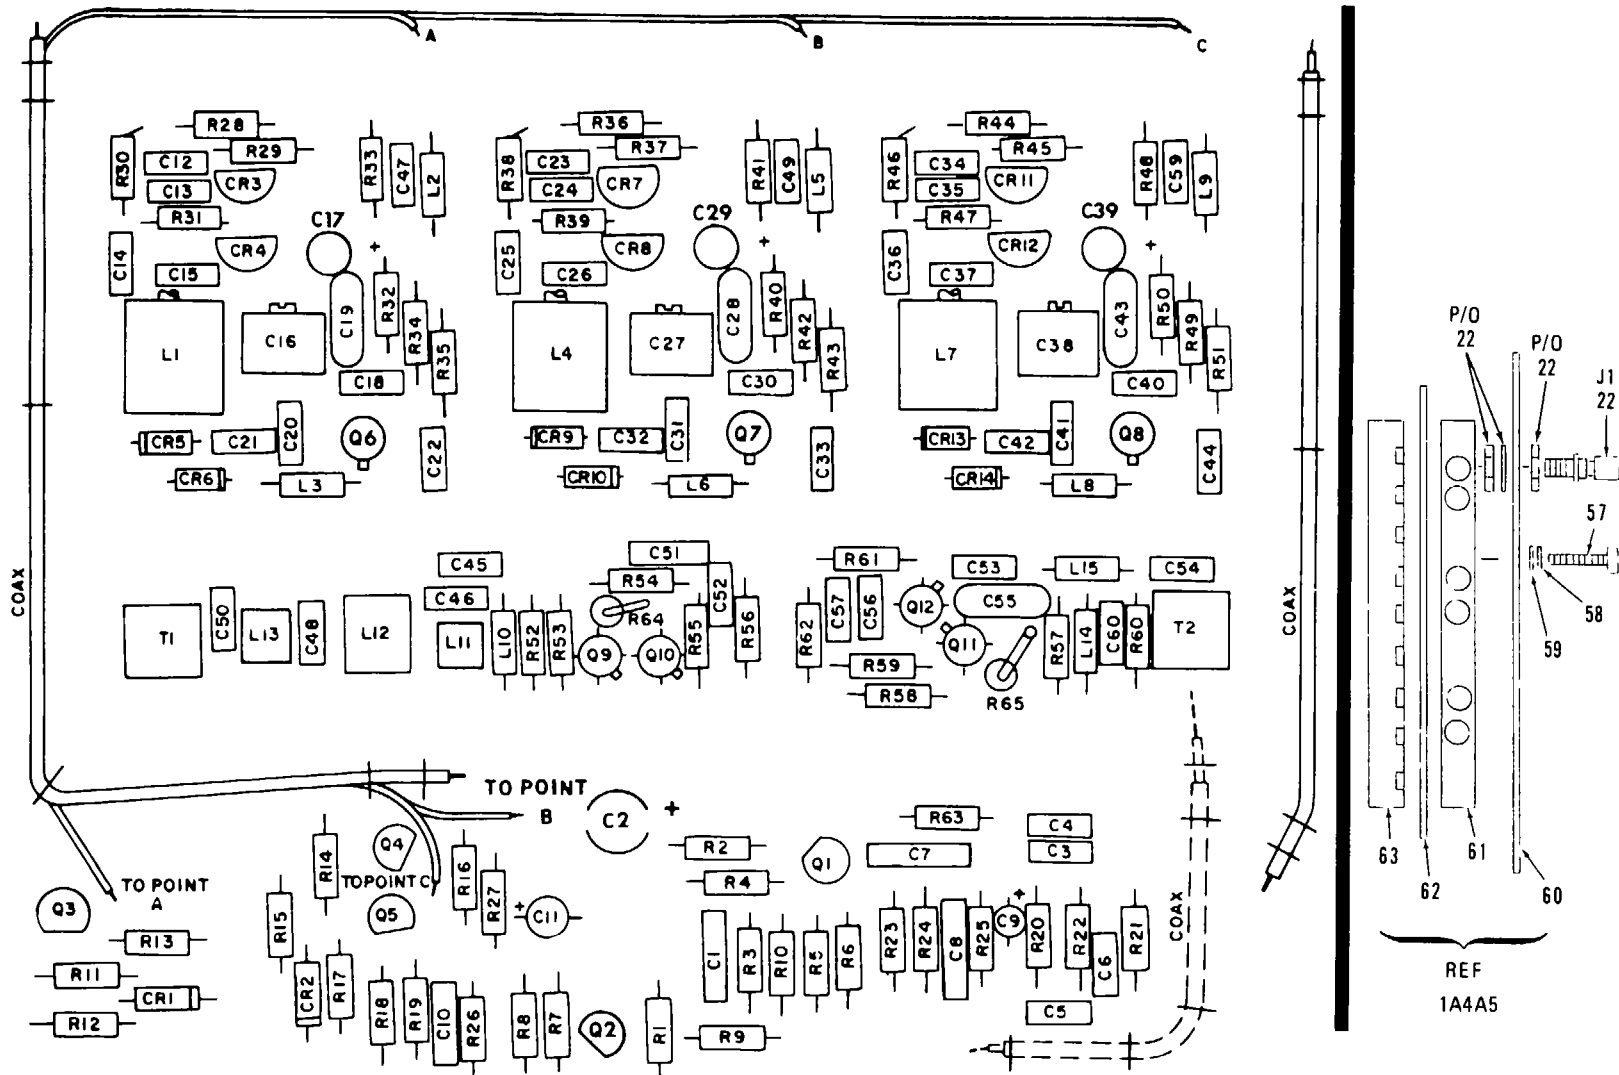 A
B
C
R28
R36
R44
R29
R37
R45
R30
C12
R33
C47
L2
R38
C23
R41
C49
L5
R46
C34
R48
C59
L9
C13
CR3
C24
CR7
C35
CR11
R31
C17
R39
C29
R47
C39
C14
CR4
+
C25
CR8
+
C36
CR12
+
C15
C26
C37
R32
R40
R50
L1
C16
C19
R34
R35
L4
C27
C28
R42
R43
L7
C38
C43
R49
R51
C18
C30
C40
CR5
C21
C20
Q6
C22
CR9
C32
C31
Q7
C33
CR13
C42
C41
Q8
C44
CR6
L3
CR10
L6
CR14
L8
COAX
C45
C51
R61
C53
L15
C54
R54
C46
C52
C57
C56
Q12
C55
T1
C50
L13
C48
L12
L11
L10
R52
R53
R64
R55
R56
R62
R57
L14
C60
R60
T2
Q9
Q10
Q11
R59
R58
R65
COAX
TO POINT
B
C2
+
R63
C4
R14
Q4
R16
R2
Q1
C7
C3
TO POINT
A
TO POINT C
R27
R4
Q3
R15
Q5
+
C11
+
C9
R13
C1
R3
R10
R5
R6
R23
R24
C8
R25
R20
R22
C6
R21
COAX
R11
CR2
R17
CR1
R18
R19
C10
R26
R8
R7
Q2
R1
R9
C5
R12
P/O
22
P/O
22
J1
22
57
58
59
63
62
61
60
REF
1A4A5